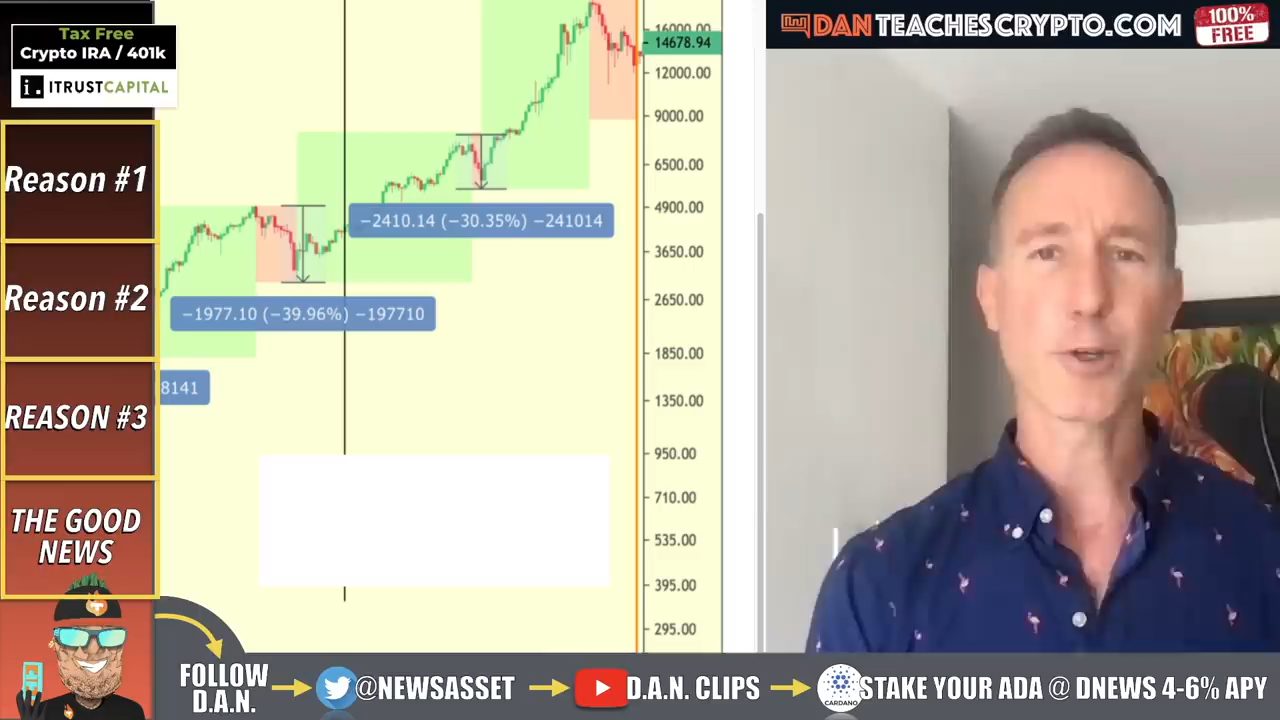 Tax Free
Crypto IRA / 401k
i. ITRUSTCAPITAL
Reason #1
Reason #2
REASON #3
THE GOOD
NEWS
16000.00
14678.94
12000.00
9000.00
6500.00
4900.00
3650.00
2650.00
1850.00
1350.00
950.00
710.00
535.00
395.00
295.00
−2410.14 (−30.35%) −241014
−1977.10 (−39.96%) −197710
8141
DANTEACHESCRYPTO.COM
100%
FREE
FOLLOW
D.A.N.
@NEWSASSET
D.A.N. CLIPS
CARDANO
STAKE YOUR ADA @ DNEWS 4-6% APY